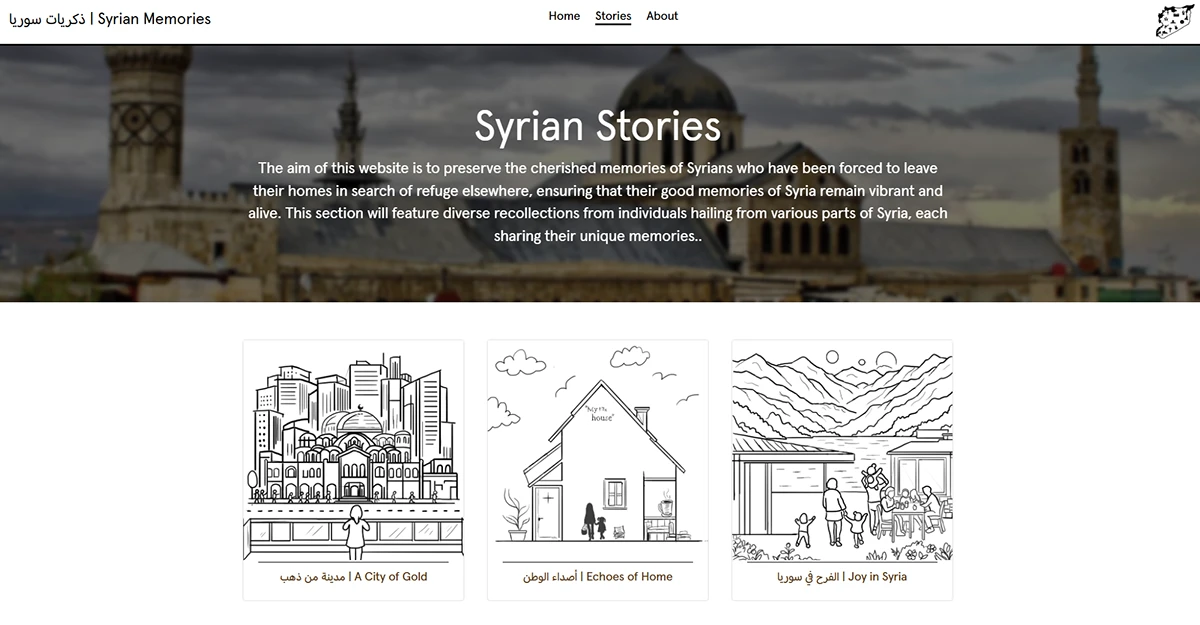 ذكريات سوريا | Syrian Memories
Home Stories About
Syrian Stories
The aim of this website is to preserve the cherished memories of Syrians who have been forced to leave
their homes in search of refuge elsewhere, ensuring that their good memories of Syria remain vibrant and
alive. This section will feature diverse recollections from individuals hailing from various parts of Syria, each
sharing their unique memories..
house"
مدينة من ذهب | A City of Gold
أصداء الوطن | Echoes of Home
الفرح في سوريا | Joy in Syria